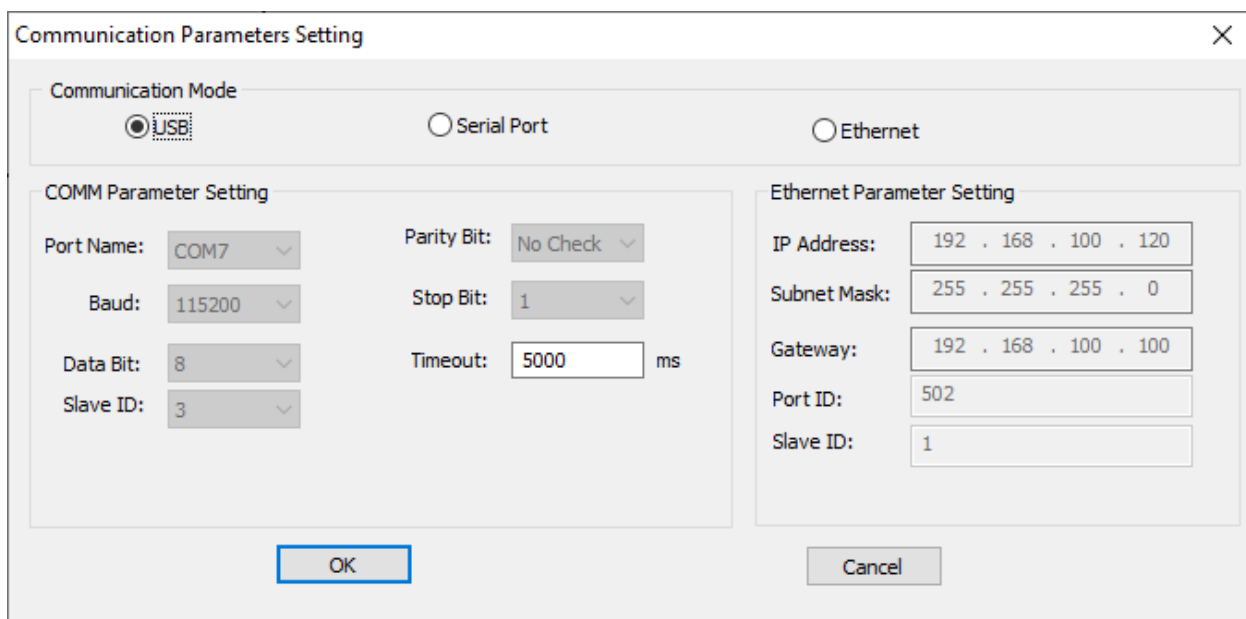 Communication Parameters Setting
Communication Mode
USB
Serial Port
Ethernet
COMM Parameter Setting
Port Name: COM7
Parity Bit: No Check
Baud: 115200
Stop Bit: 1
Data Bit: 8
Timeout: 5000 ms
Slave ID: 3
Ethernet Parameter Setting
IP Address: 192 . 168 . 100 . 120
Subnet Mask: 255 . 255 . 255 . 0
Gateway: 192 . 168 . 100 . 100
Port ID: 502
Slave ID: 1
OK
Cancel